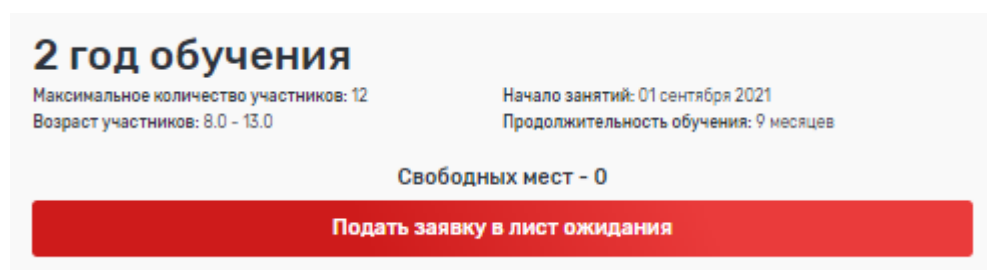 2 год обучения
Максимальное количество участников: 12
Возраст участников: 8.0 - 13.0
Начало занятий: 01 сентября 2021
Продолжительность обучения: 9 месяцев
Свободных мест - 0
Подать заявку в лист ожидания